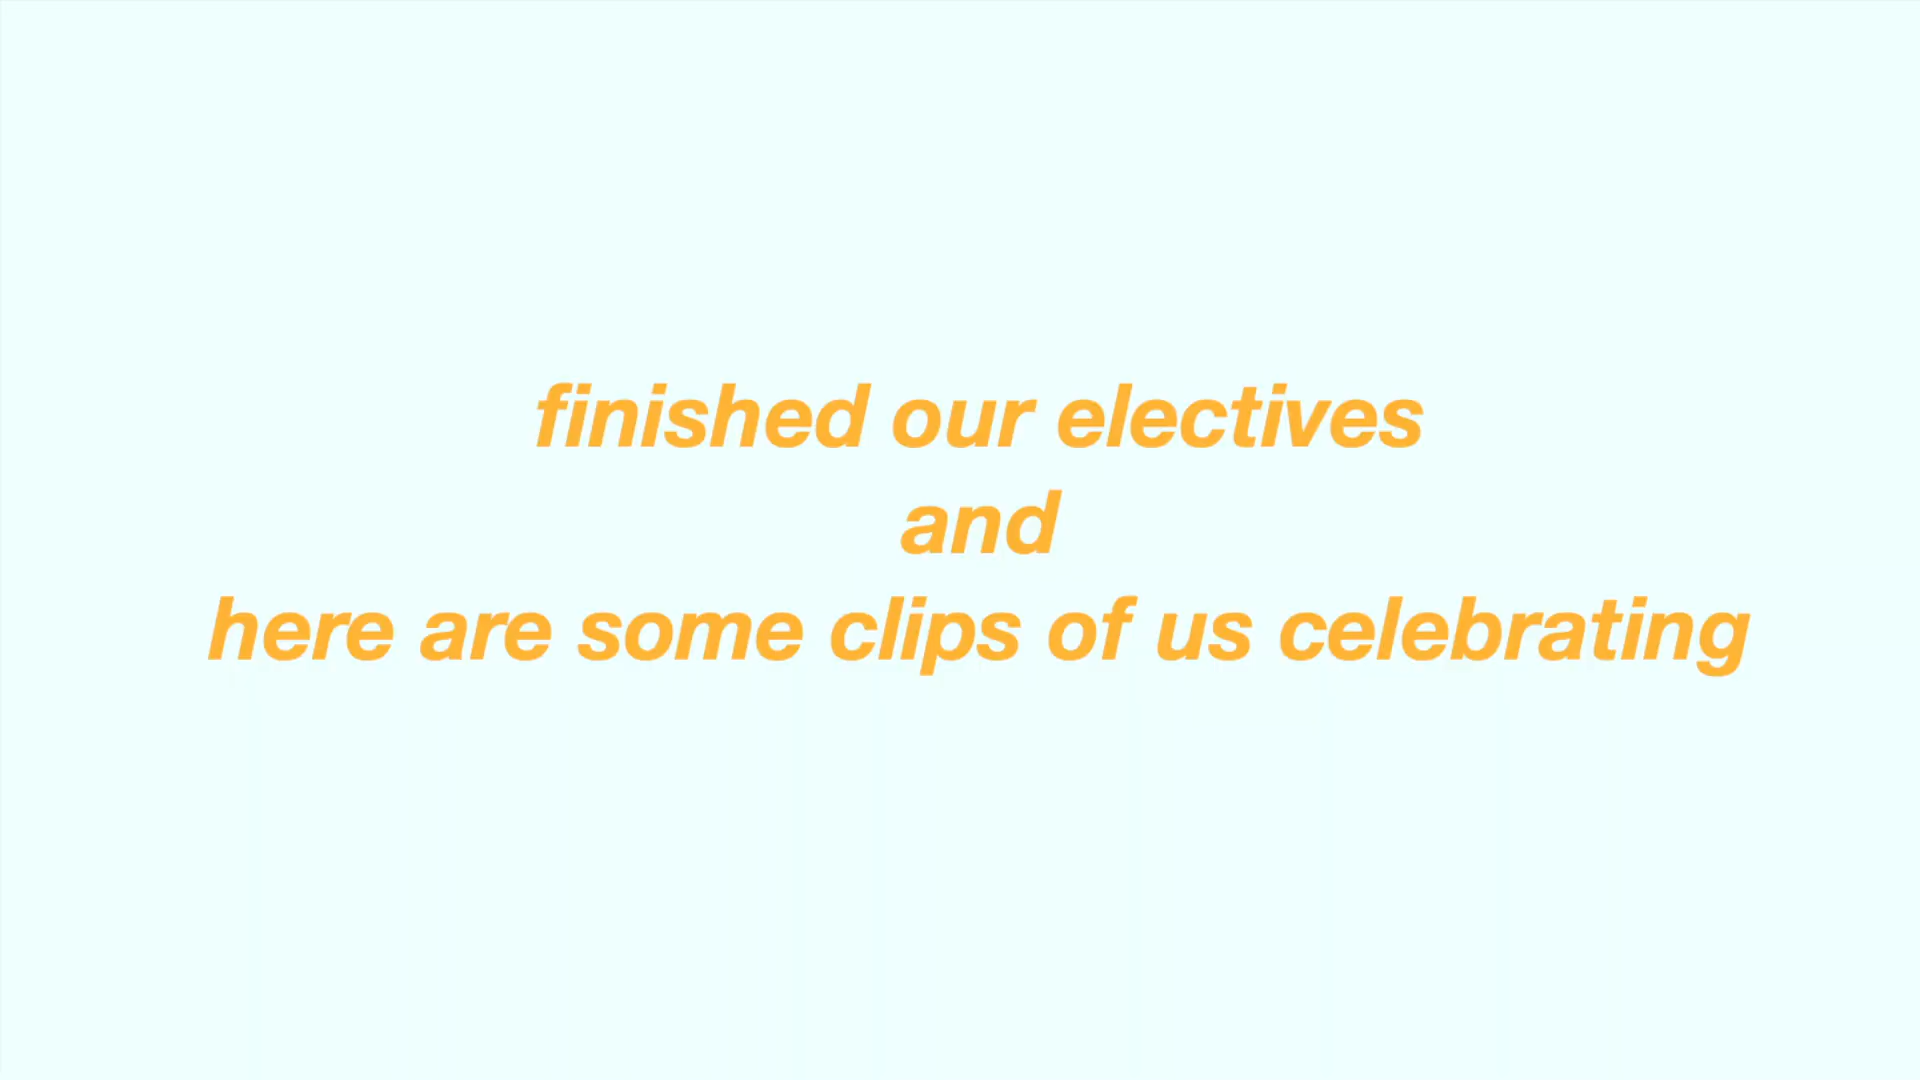 finished our electives
and
here are some clips of us celebrating